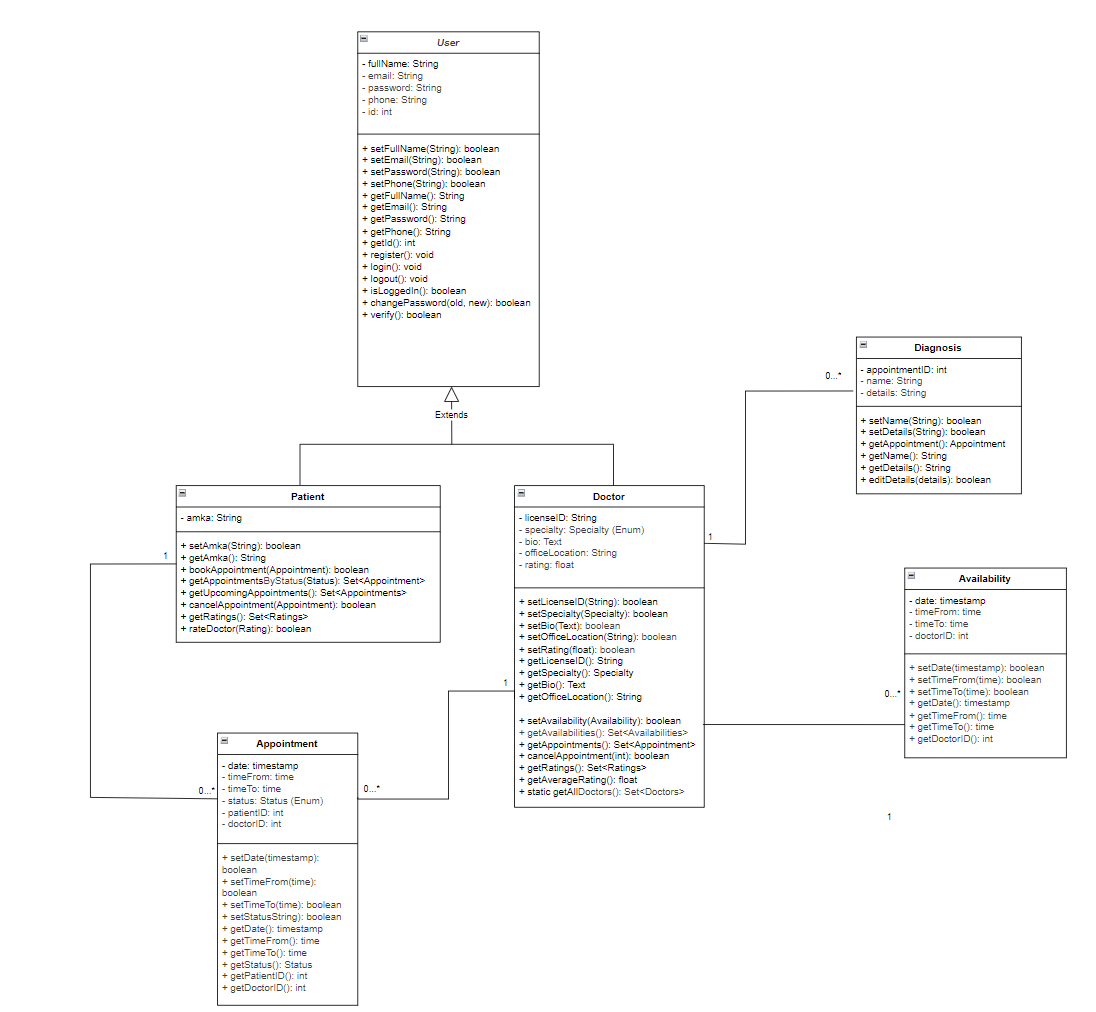 User
- fullName: String
- email: String
- password: String
- phone: String
- id: int
+ setFullName(String): boolean
+ setEmail(String): boolean
+ setPassword(String): boolean
+ setPhone(String): boolean
+ getFullName(): String
+ getEmail(): String
+ getPassword(): String
+ getPhone(): String
+ getId(): int
+ register(): void
+ login(): void
+ logout(): void
+ isLoggedIn(): boolean
+ changePassword(old, new): boolean
+ verify(): boolean
Extends
Diagnosis
- appointmentID: int
- name: String
- details: String
+ setName(String): boolean
+ setDetails(String): boolean
+ getAppointment(): Appointment
+ getName(): String
+ getDetails(): String
+ editDetails(details): boolean
0...*
Patient
- amka: String
+ setAmka(String): boolean
+ getAmka(): String
+ bookAppointment(Appointment): boolean
+ getAppointmentsByStatus(Status): Set<Appointment>
+ getUpcomingAppointments(): Set<Appointments>
+ cancelAppointment(Appointment): boolean
+ getRatings(): Set<Ratings>
+ rateDoctor(Rating): boolean
1
Doctor
- licenseID: String
- specialty: Specialty (Enum)
- bio: Text
- officeLocation: String
- rating: float
+ setLicenseID(String): boolean
+ setSpecialty(Specialty): boolean
+ setBio(Text): boolean
+ setOfficeLocation(String): boolean
+ setRating(float): boolean
+ getLicenseID(): String
+ getSpecialty(): Specialty
+ getBio(): Text
+ getOfficeLocation(): String
+ setAvailability(Availability): boolean
+ getAvailabilities(): Set<Availabilities>
+ getAppointments(): Set<Appointment>
+ cancelAppointment(int): boolean
+ getRatings(): Set<Ratings>
+ getAverageRating(): float
+ static getAllDoctors(): Set<Doctors>
1
1
Availability
- date: timestamp
- timeFrom: time
- timeTo: time
- doctorID: int
+ setDate(timestamp): boolean
+ setTimeFrom(time): boolean
+ setTimeTo(time): boolean
+ getDate(): timestamp
+ getTimeFrom(): time
+ getTimeTo(): time
+ getDoctorID(): int
0...*
1
Appointment
- date: timestamp
- timeFrom: time
- timeTo: time
- status: Status (Enum)
- patientID: int
- doctorID: int
+ setDate(timestamp):
boolean
+ setTimeFrom(time):
boolean
+ setTimeTo(time): boolean
+ setStatusString): boolean
+ getDate(): timestamp
+ getTimeFrom(): time
+ getTimeTo(): time
+ getStatus(): Status
+ getPatientID(): int
+ getDoctorID(): int
0...*
0...*